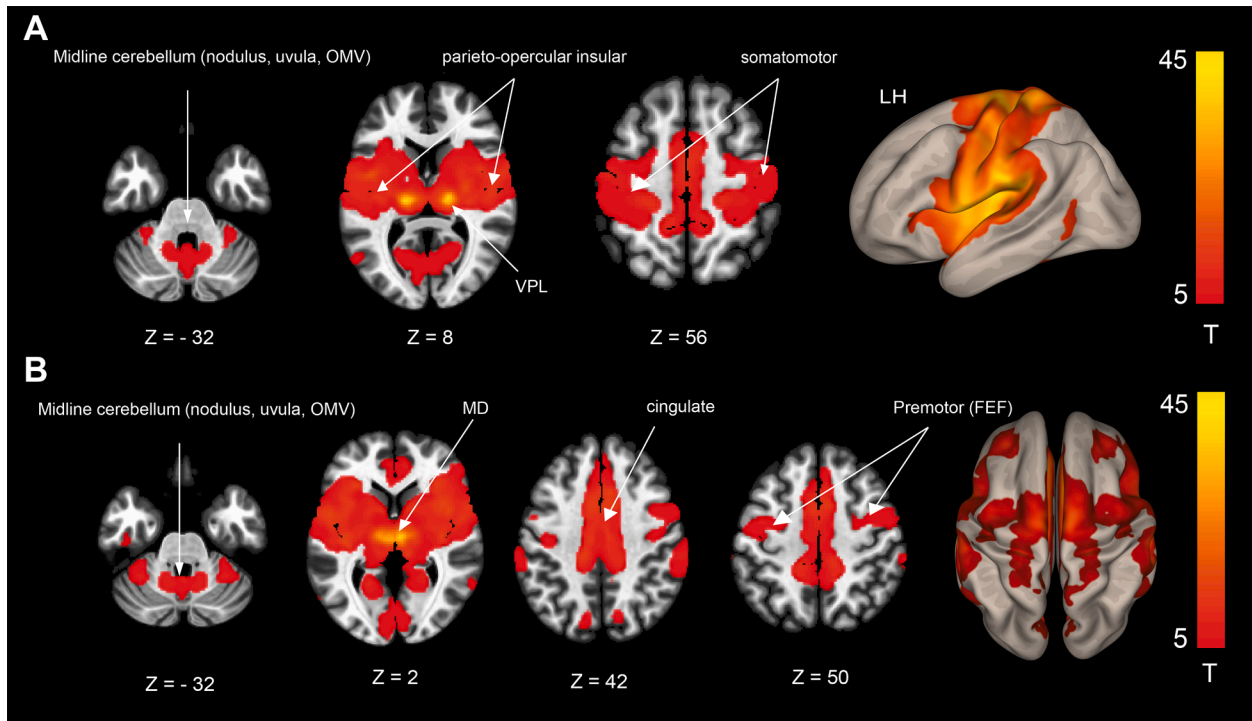 A
Midline cerebellum (nodulus, uvula, OMV)
parieto-opercular insular
somatomotor
LH
45
VPL
5
Z = - 32
Z = 8
Z = 56
T
B
Midline cerebellum (nodulus, uvula, OMV)
MD
cingulate
Premotor (FEF)
45
5
Z = - 32
Z = 2
Z = 42
Z = 50
T